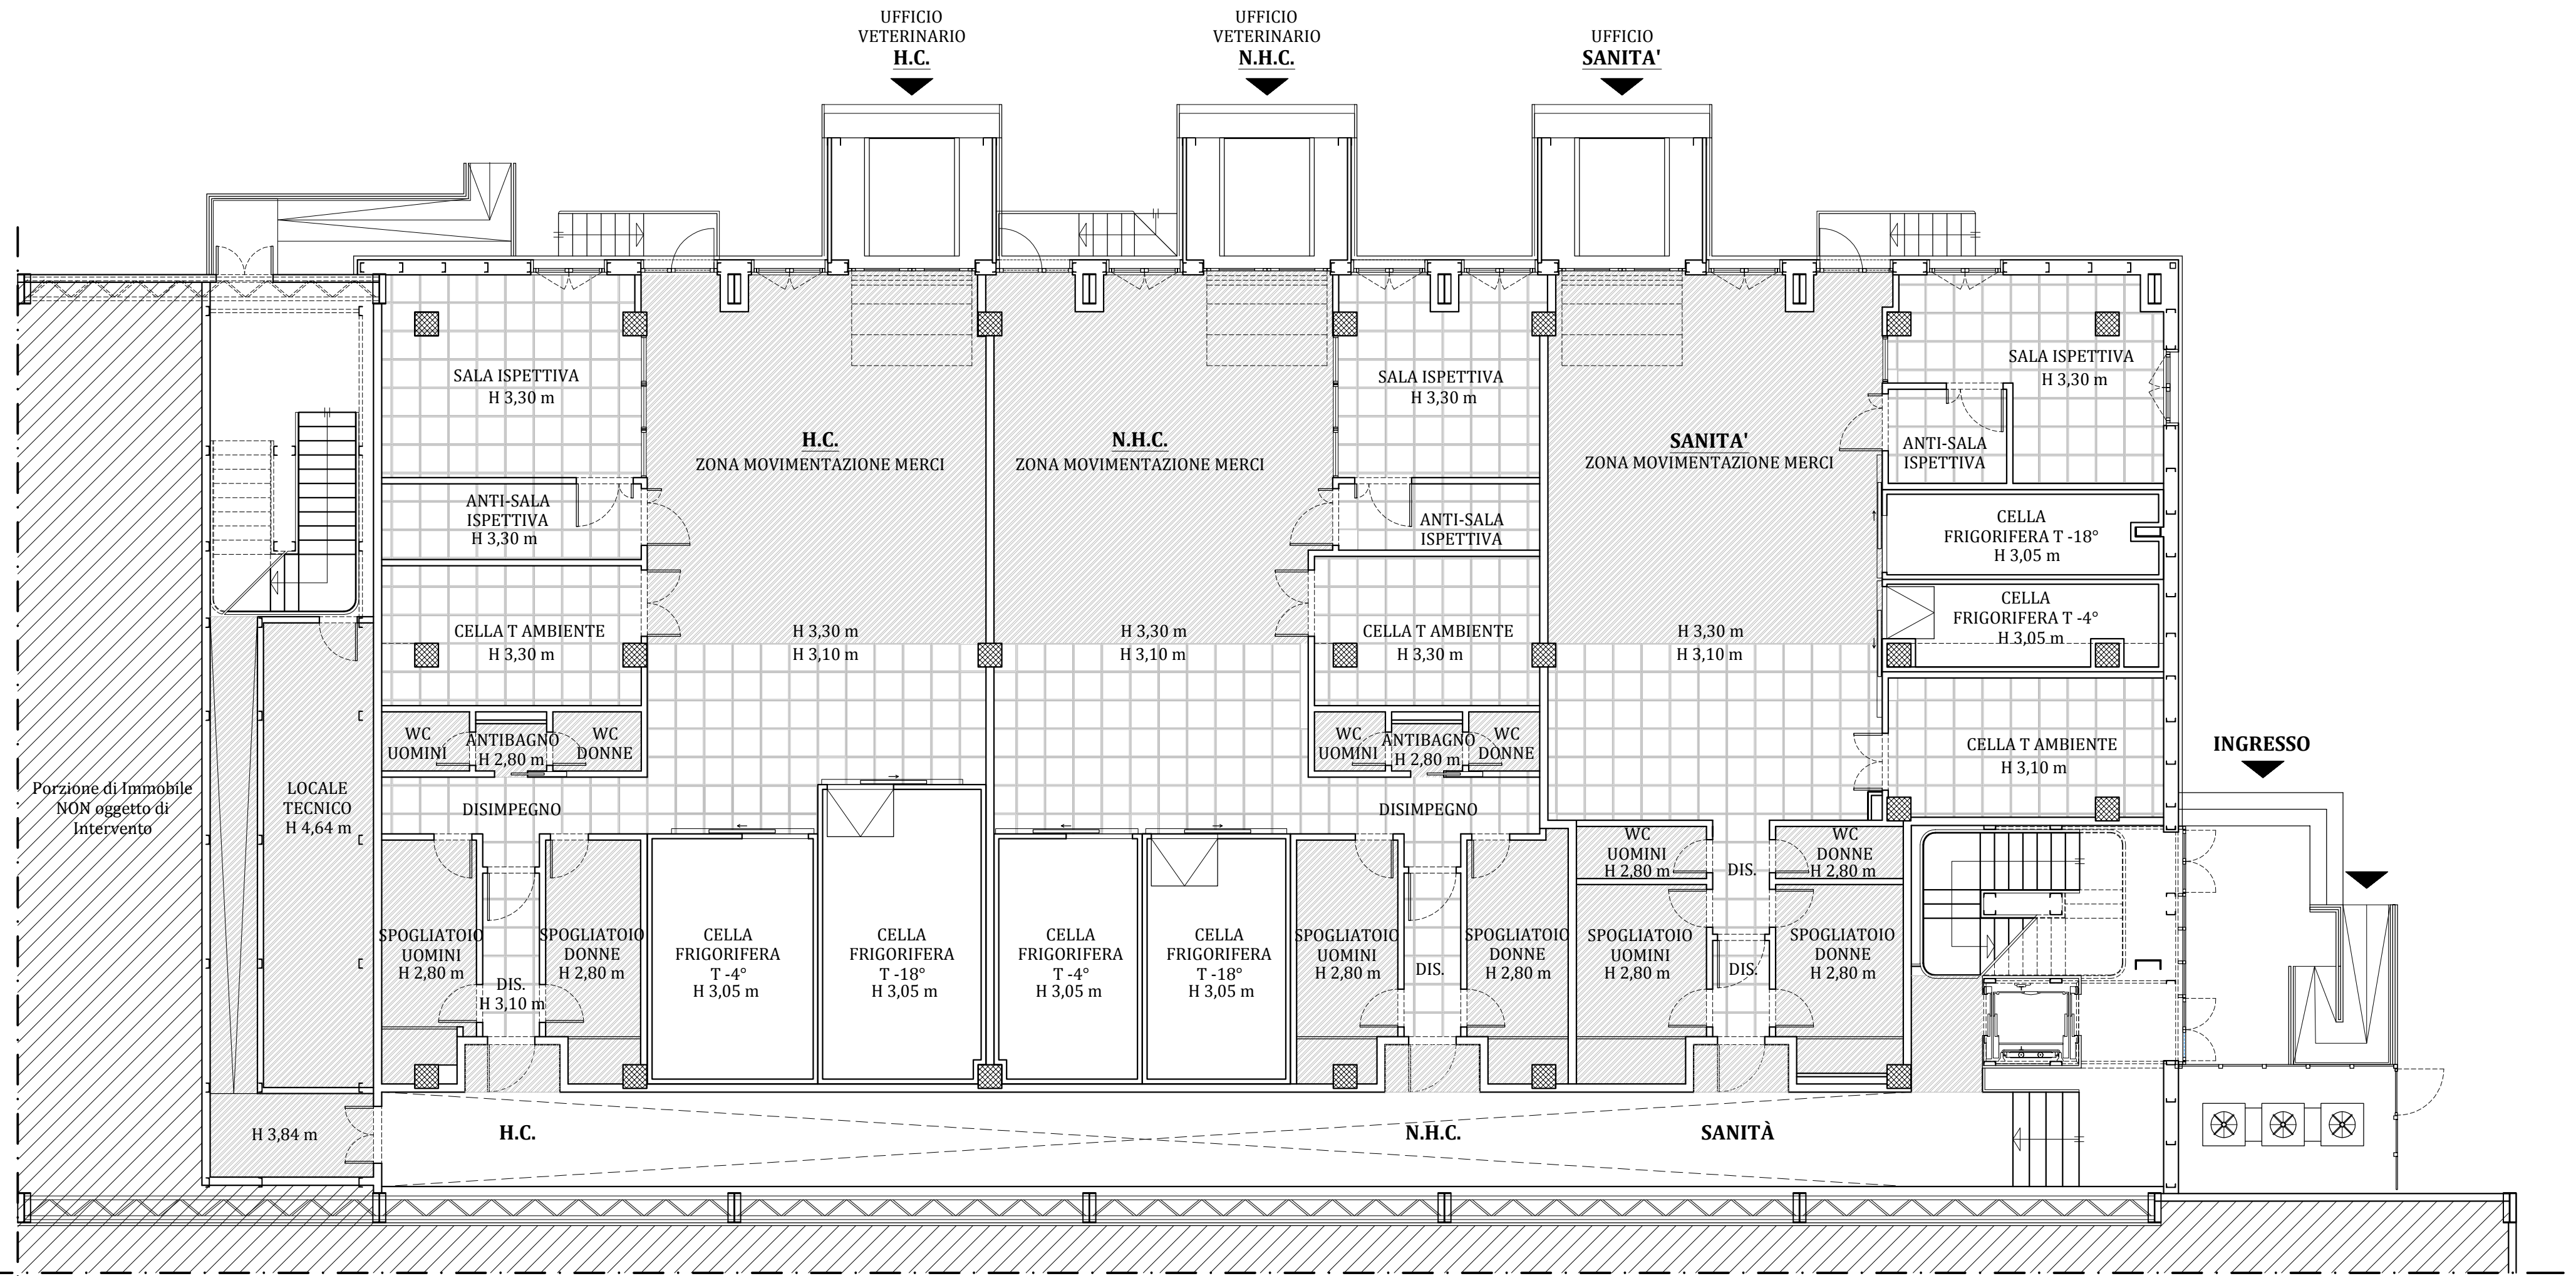 UFFICIO
VETERINARIO
H.C.
UFFICIO
VETERINARIO
N.H.C.
UFFICIO
SANITA'
SALA ISPETTIVA
H 3,30 m
H.C.
ZONA MOVIMENTAZIONE MERCI
N.H.C.
ZONA MOVIMENTAZIONE MERCI
SALA ISPETTIVA
H 3,30 m
SANITA'
ZONA MOVIMENTAZIONE MERCI
SALA ISPETTIVA
H 3,30 m
ANTI-SALA
ISPETTIVA
ANTI-SALA
ISPETTIVA
H 3,30 m
ANTI-SALA
ISPETTIVA
CELLA
FRIGORIFERA T -18°
H 3,05 m
CELLA
FRIGORIFERA T -4°
H 3,05 m
CELLA T AMBIENTE
H 3,30 m
H 3,30 m
H 3,10 m
H 3,30 m
H 3,10 m
CELLA T AMBIENTE
H 3,30 m
H 3,30 m
H 3,10 m
WC
UOMINI
ANTIBAGNO
H 2,80 m
WC
DONNE
WC
UOMINI
ANTIBAGNO
H 2,80 m
WC
DONNE
CELLA T AMBIENTE
H 3,10 m
INGRESSO
Porzione di Immobile
NON oggetto di
Intervento
LOCALE
TECNICO
H 4,64 m
DISIMPEGNO
DISIMPEGNO
WC
UOMINI
H 2,80 m
DIS.
WC
DONNE
H 2,80 m
SPOGLIATOIO
UOMINI
H 2,80 m
DIS.
H 3,10 m
SPOGLIATOIO
DONNE
H 2,80 m
CELLA
FRIGORIFERA
T -4°
H 3,05 m
CELLA
FRIGORIFERA
T -18°
H 3,05 m
CELLA
FRIGORIFERA
T -4°
H 3,05 m
CELLA
FRIGORIFERA
T -18°
H 3,05 m
SPOGLIATOIO
UOMINI
H 2,80 m
DIS.
SPOGLIATOIO
DONNE
H 2,80 m
SPOGLIATOIO
UOMINI
H 2,80 m
DIS.
SPOGLIATOIO
DONNE
H 2,80 m
H 3,84 m
H.C.
N.H.C.
SANITÀ